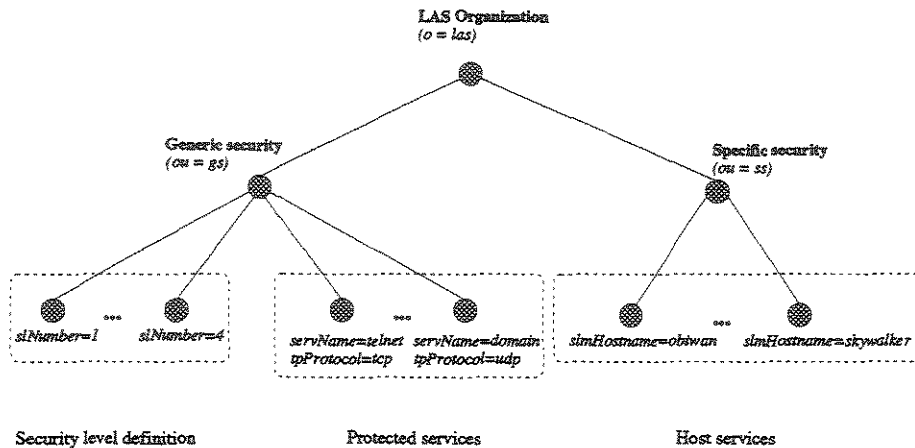 LAS Organization
(o = las)
Generic security
(ou = gs)
Specific security
(ou = ss)
slNumber=1
...
slNumber=4
servName=telnet
tpProtocol=tcp
...
servName=domain
tpProtocol=udp
slmHostname=obiwan
...
slmHostname=skywalker
Security level definition
Protected services
Host services